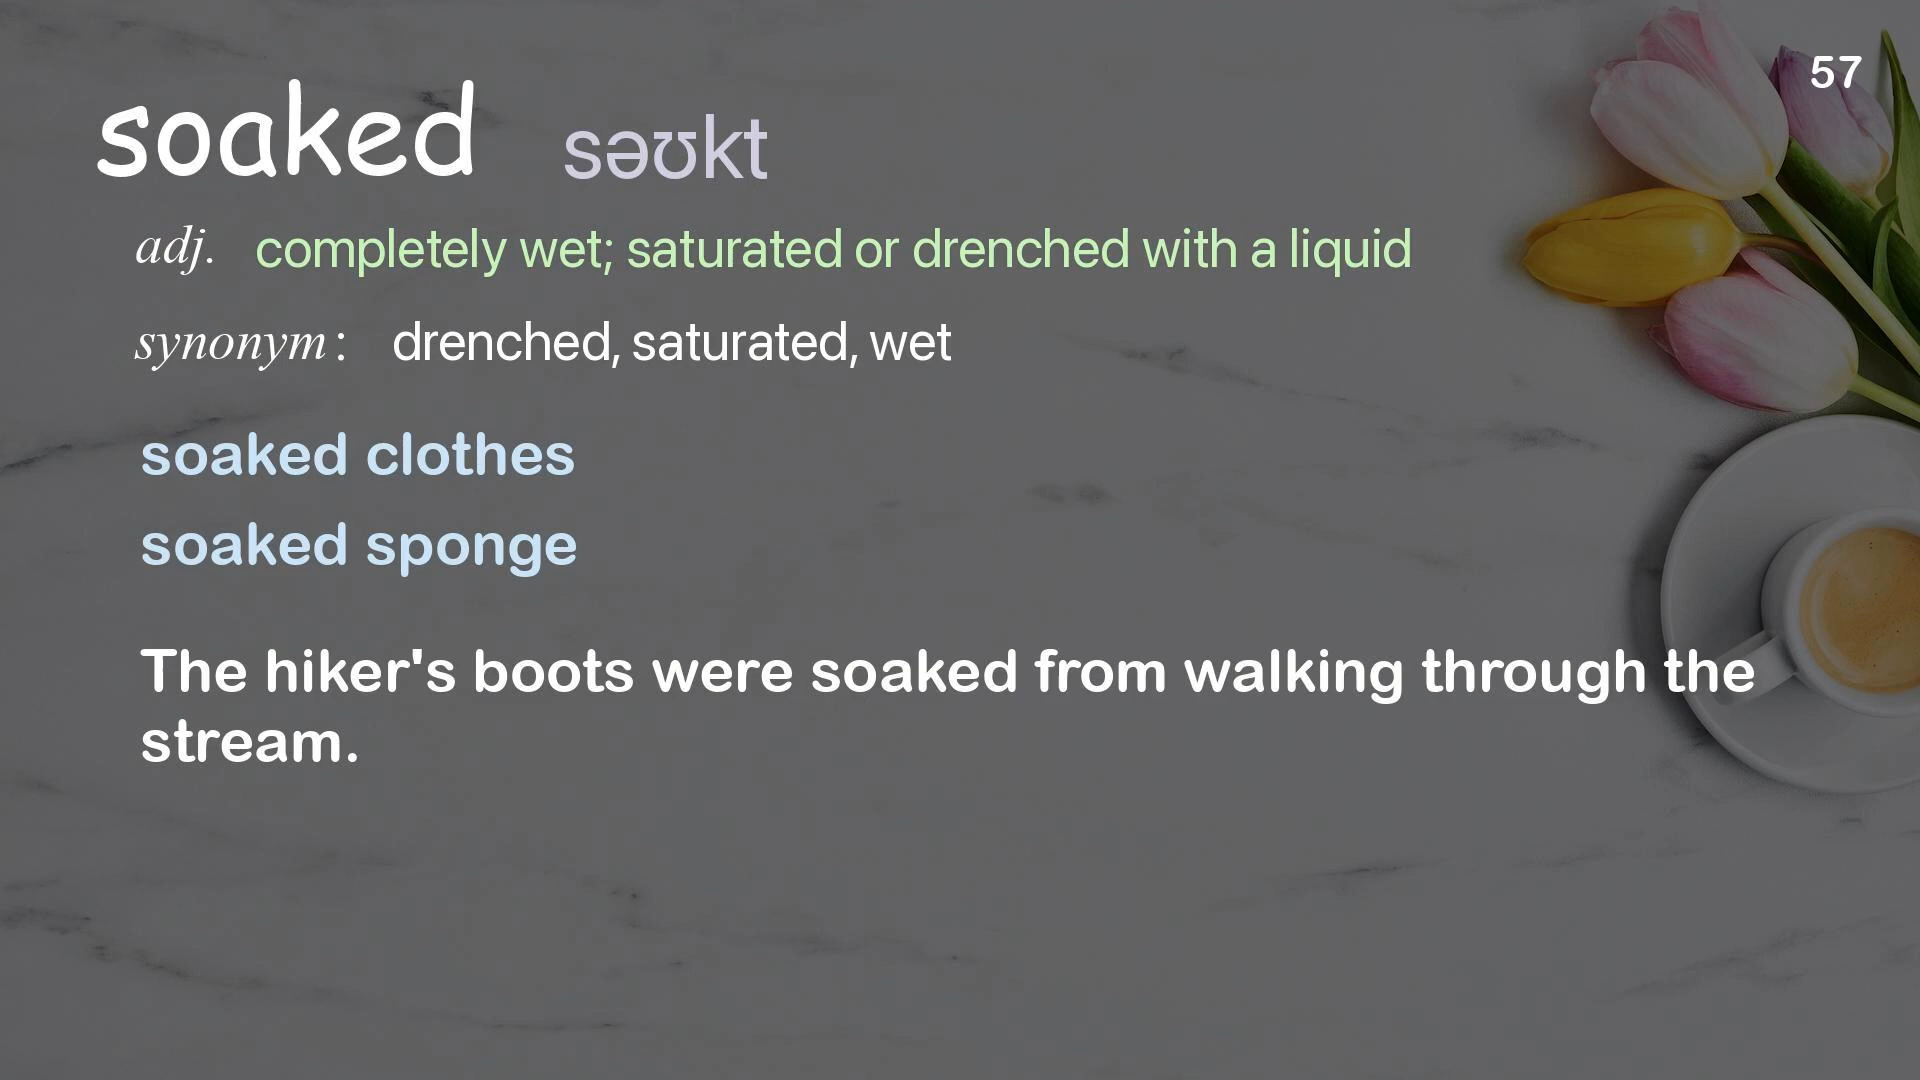 57
soaked səʊkt
adj. completely wet; saturated or drenched with a liquid
synonym: drenched, saturated, wet
soaked clothes
soaked sponge
The hiker's boots were soaked from walking through the
stream.